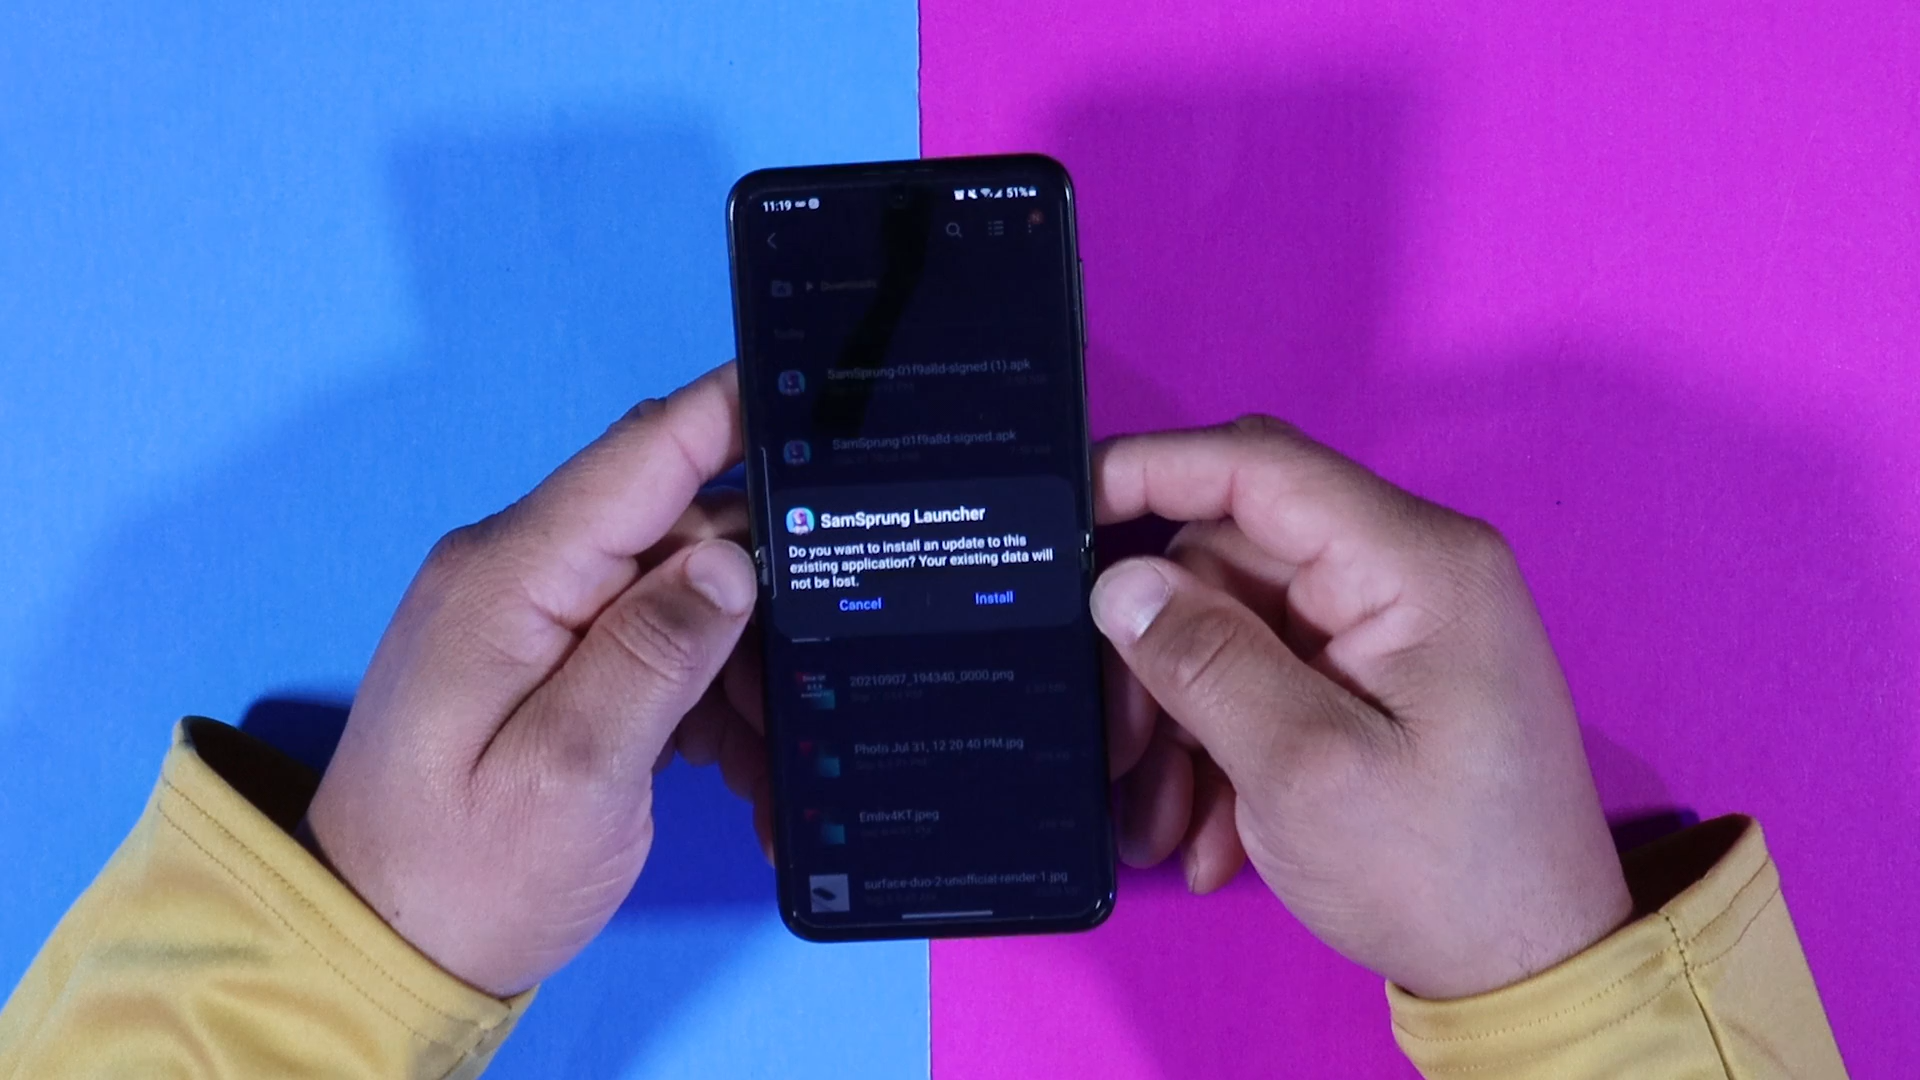 11:19
51%
Downloads
Today
SamSprung-01f9a8d-signed (1).apk
SamSprung-01f9a8d-signed.apk
SamSprung Launcher
Do you want to install an update to this
existing application? Your existing data will
not be lost.
Cancel
Install
20210907_194340_0000.png
Photo Jul 31, 12 20 40 PM.jpg
surface-duo-2-unofficial-render-1.jpg